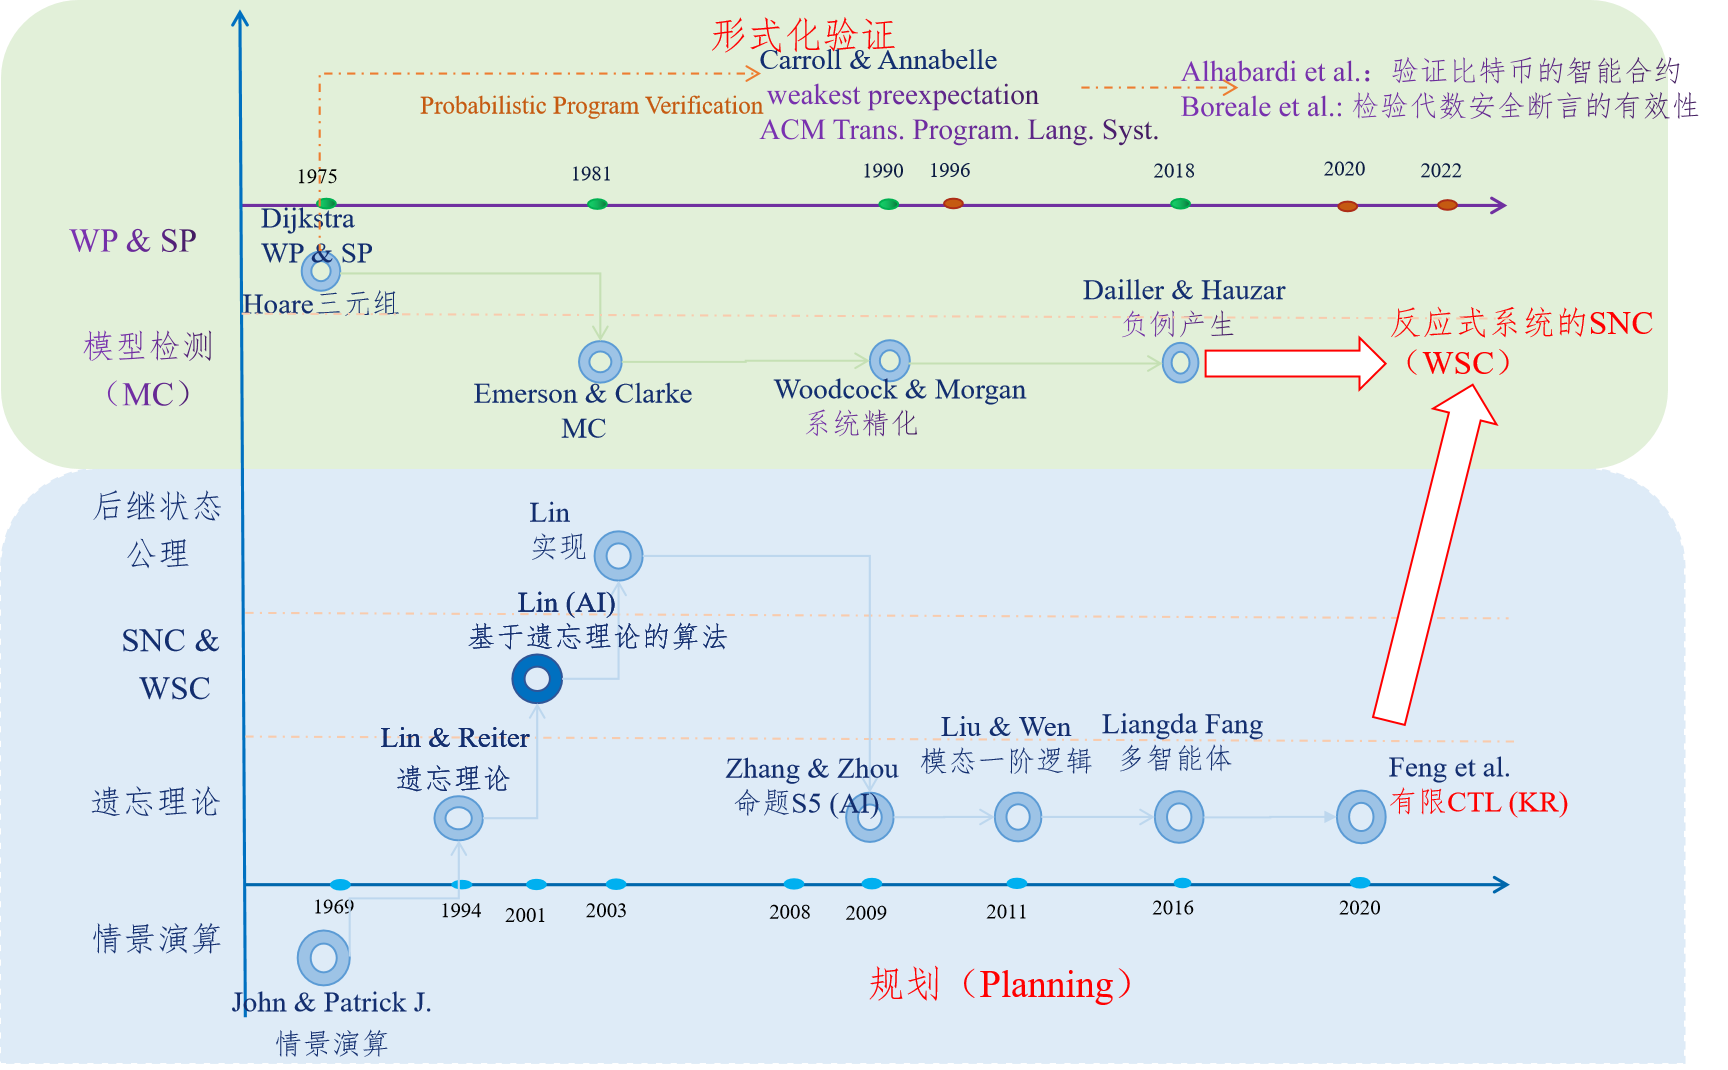 形式化验证
Carroll & Annabelle
Probabilistic Program Verification
weakest preexpectation
ACM Trans. Program. Lang. Syst.
Alhabardi et al.：验证比特币的智能合约
Boreale et al.: 检验代数安全断言的有效性
1975
1981
1990
1996
2018
2020
2022
WP & SP
Dijkstra
WP & SP
Hoare三元组
模型检测
（MC）
Emerson & Clarke
MC
Woodcock & Morgan
系统精化
Dailler & Hauzar
负例产生
反应式系统的SNC
（WSC）
后继状态
公理
Lin
实现
SNC &
WSC
Lin (AI)
基于遗忘理论的算法
遗忘理论
Lin & Reiter
遗忘理论
Zhang & Zhou
命题S5 (AI)
Liu & Wen
模态一阶逻辑
Liangda Fang
多智能体
Feng et al.
有限CTL (KR)
1969
1994
2001
2003
2008
2009
2011
2016
2020
情景演算
John & Patrick J.
情景演算
规划（Planning）